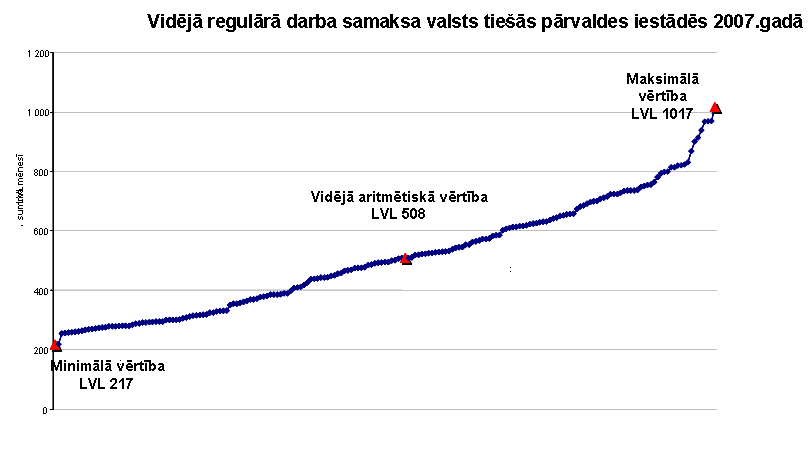 Vidējā regulārā darba samaksa valsts tiešās pārvaldes iestādēs 2007.gadā
1 200
Maksimālā
vērtība
LVL 1017
1 000
800
Vidējā aritmētiskā vērtība
LVL 508
600
400
200
Minimālā vērtība
LVL 217
0
mēnesī